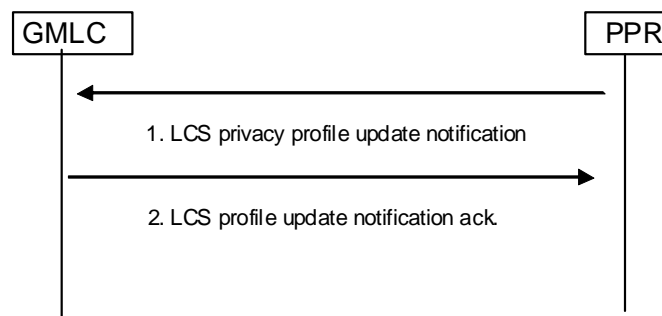 GMLC
PPR
1. LCS privacy profile update notification
2. LCS profile update notification ack.